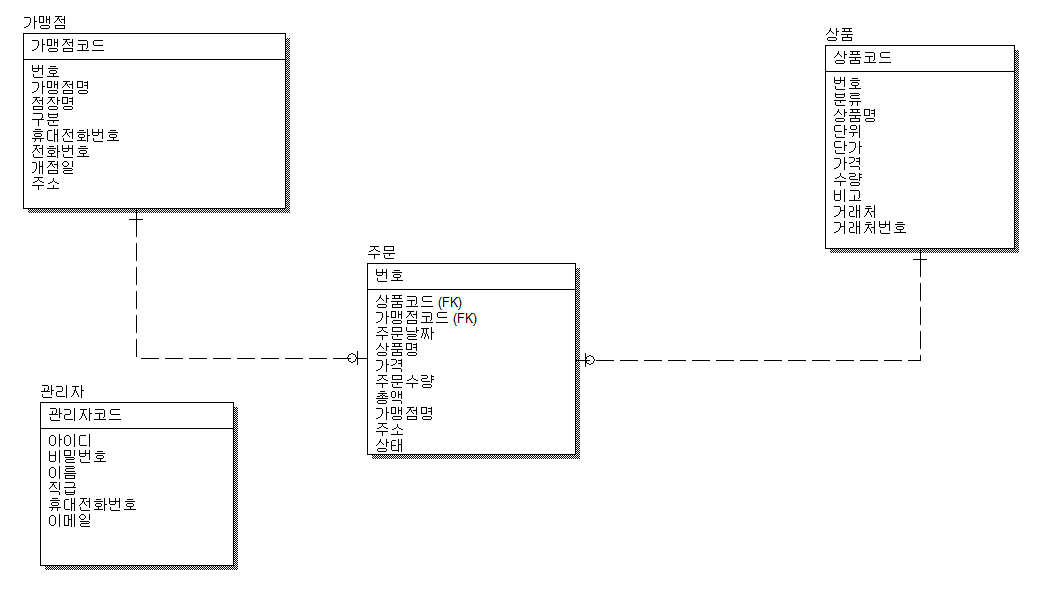 가맹점
가맹점코드
번호
가맹점명
점장명
구분
휴대전화번호
전화번호
개점일
주소
상품
상품코드
번호
분류
상품명
단위
단가
가격
수량
비고
거래처
거래처번호
주문
번호
상품코드 (FK)
가맹점코드 (FK)
주문날짜
상품명
가격
주문수량
총액
가맹점명
주소
상태
관리자
관리자코드
아이디
비밀번호
이름
직급
휴대전화번호
이메일